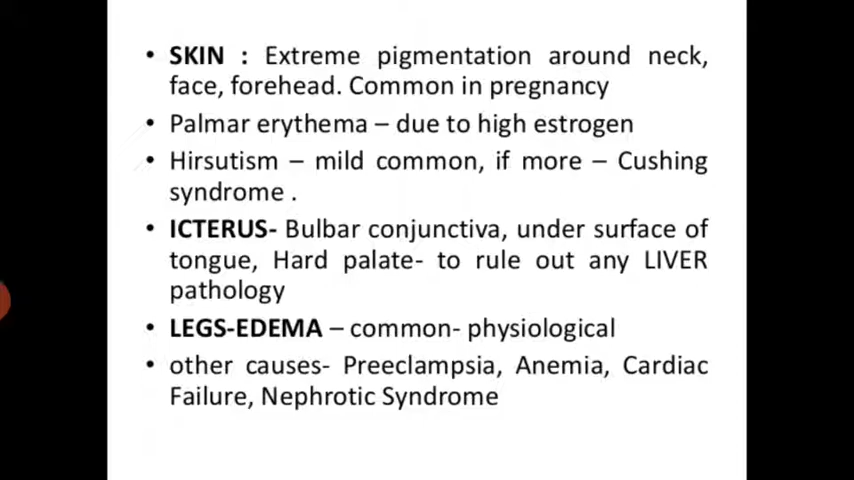 • SKIN : Extreme pigmentation around neck,
face, forehead. Common in pregnancy
• Palmar erythema – due to high estrogen
• Hirsutism – mild common, if more – Cushing
syndrome .
• ICTERUS- Bulbar conjunctiva, under surface of
tongue, Hard palate- to rule out any LIVER
pathology
• LEGS-EDEMA – common- physiological
• other causes- Preeclampsia, Anemia, Cardiac
Failure, Nephrotic Syndrome